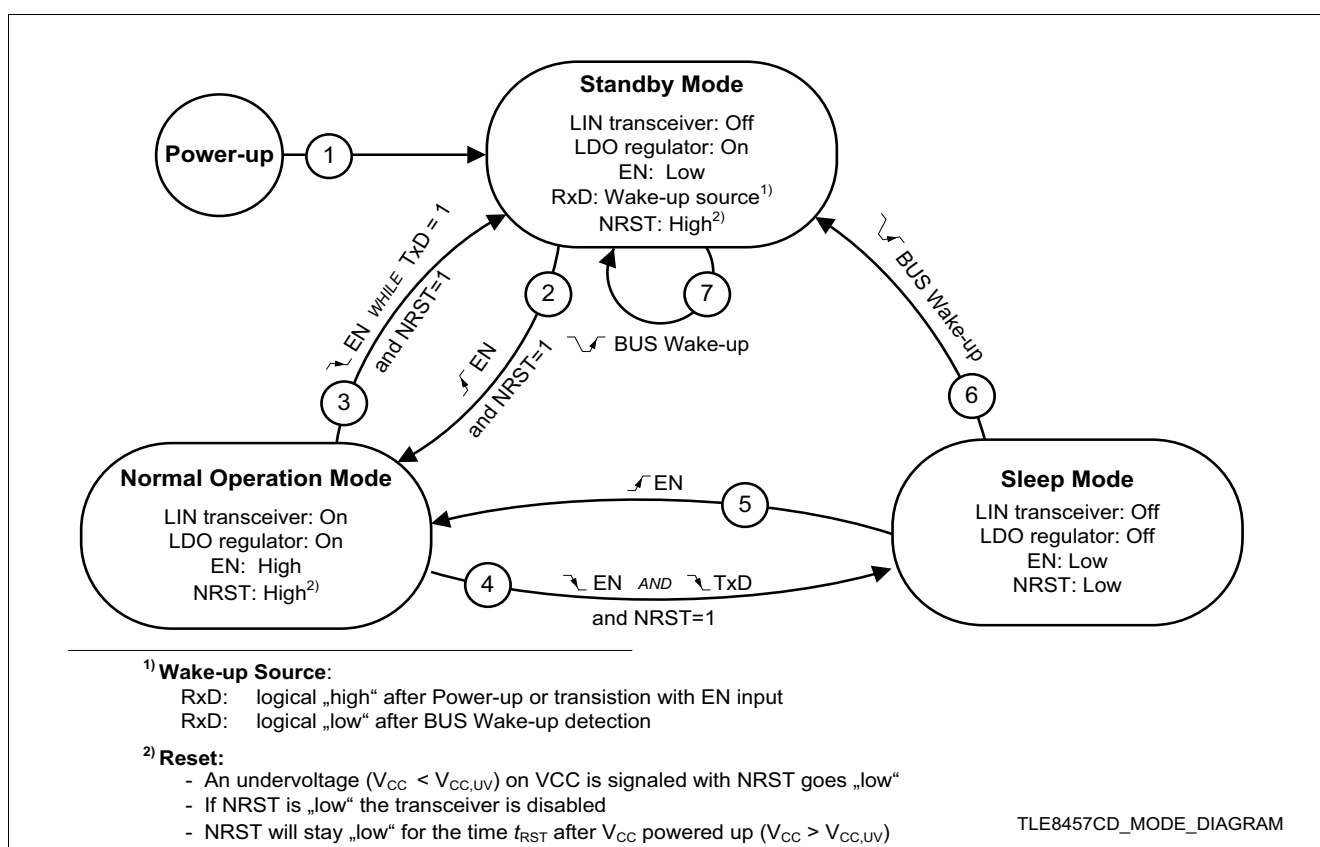 Power-up
1
Standby Mode
LIN transceiver: Off
LDO regulator: On
EN: Low
RxD: Wake-up source1)
NRST: High2)
EN WHILE TxD = 1
and NRST=1
3
2
EN
and NRST=1
7
BUS Wake-up
BUS Wake-up
6
Normal Operation Mode
LIN transceiver: On
LDO regulator: On
EN: High
NRST: High2)
EN
5
4
EN AND TxD
and NRST=1
Sleep Mode
LIN transceiver: Off
LDO regulator: Off
EN: Low
NRST: Low
1) Wake-up Source:
RxD: logical „high“ after Power-up or transistion with EN input
RxD: logical „low“ after BUS Wake-up detection
2) Reset:
- An undervoltage (VCC < VCC,UV) on VCC is signaled with NRST goes „low“
- If NRST is „low“ the transceiver is disabled
- NRST will stay „low“ for the time tRST after VCC powered up (VCC > VCC,UV)
TLE8457CD_MODE_DIAGRAM